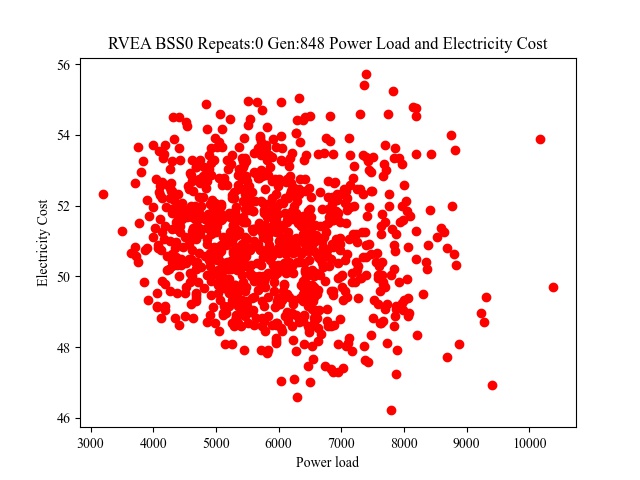 RVEA BSS0 Repeats:0 Gen:848 Power Load and Electricity Cost
56
54
52
50
48
46
Electricity Cost
3000 4000 5000 6000 7000 8000 9000 10000
Power load